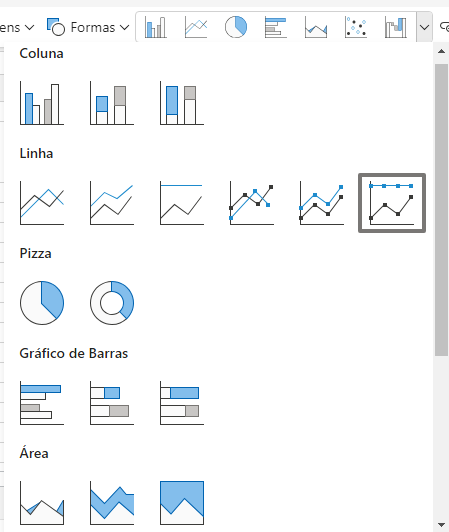 ens Formas
Coluna
Linha
Pizza
Gráfico de Barras
Área